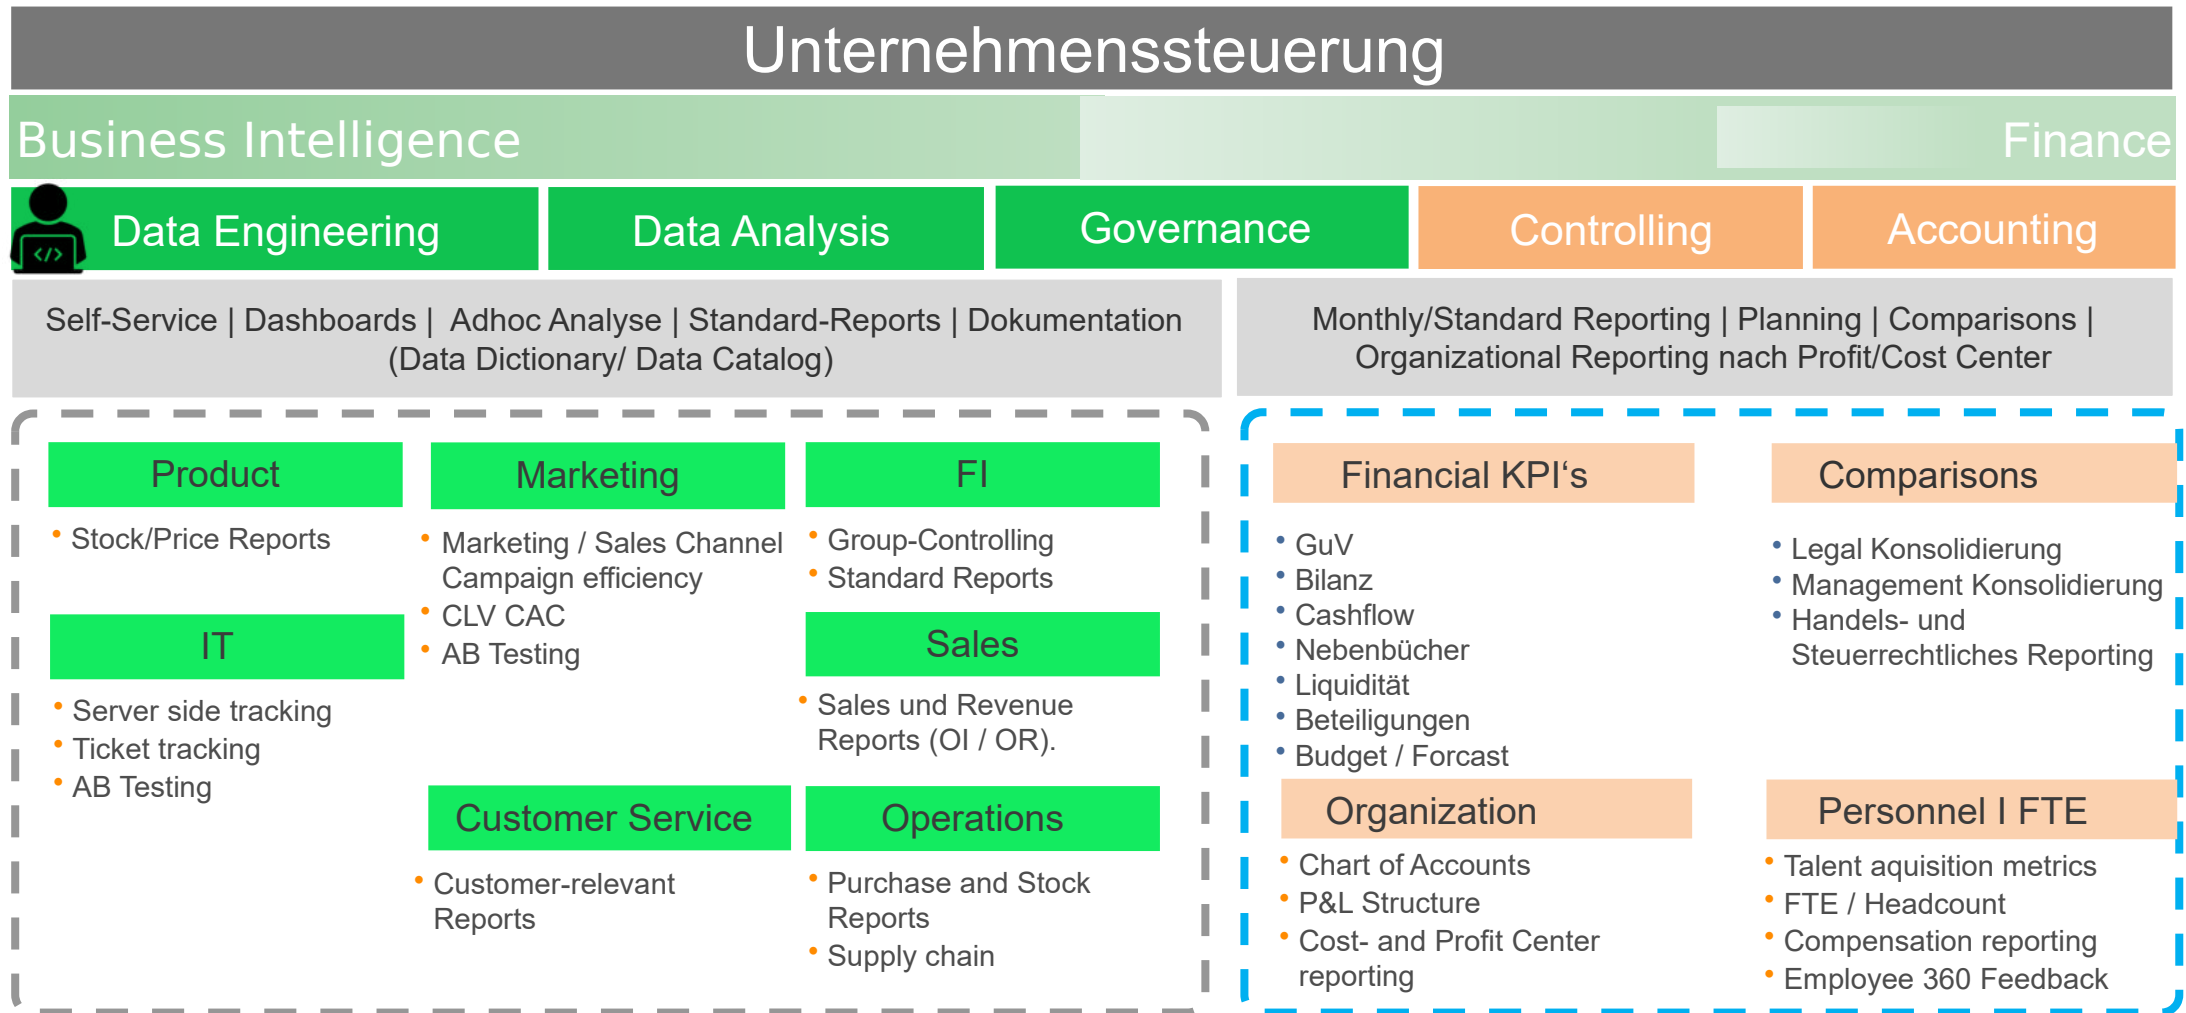 Unternehmenssteuerung
Business Intelligence
Finance
Data Engineering
Data Analysis
Governance
Controlling
Accounting
</>
Self-Service | Dashboards | Adhoc Analyse | Standard-Reports | Dokumentation
(Data Dictionary/ Data Catalog)
Monthly/Standard Reporting | Planning | Comparisons |
Organizational Reporting nach Profit/Cost Center
Product
• Stock/Price Reports
IT
• Server side tracking
• Ticket tracking
• AB Testing
Marketing
• Marketing / Sales Channel
Campaign efficiency
• CLV CAC
• AB Testing
Customer Service
• Customer-relevant
Reports
FI
• Group-Controlling
• Standard Reports
Sales
• Sales und Revenue
Reports (OI / OR).
Operations
• Purchase and Stock
Reports
• Supply chain
Financial KPI‘s
• GuV
• Bilanz
• Cashflow
• Nebenbücher
• Liquidität
• Beteiligungen
• Budget / Forcast
Organization
• Chart of Accounts
• P&L Structure
• Cost- and Profit Center
reporting
Comparisons
• Legal Konsolidierung
• Management Konsolidierung
• Handels- und
Steuerrechtliches Reporting
Personnel I FTE
• Talent aquisition metrics
• FTE / Headcount
• Compensation reporting
• Employee 360 Feedback